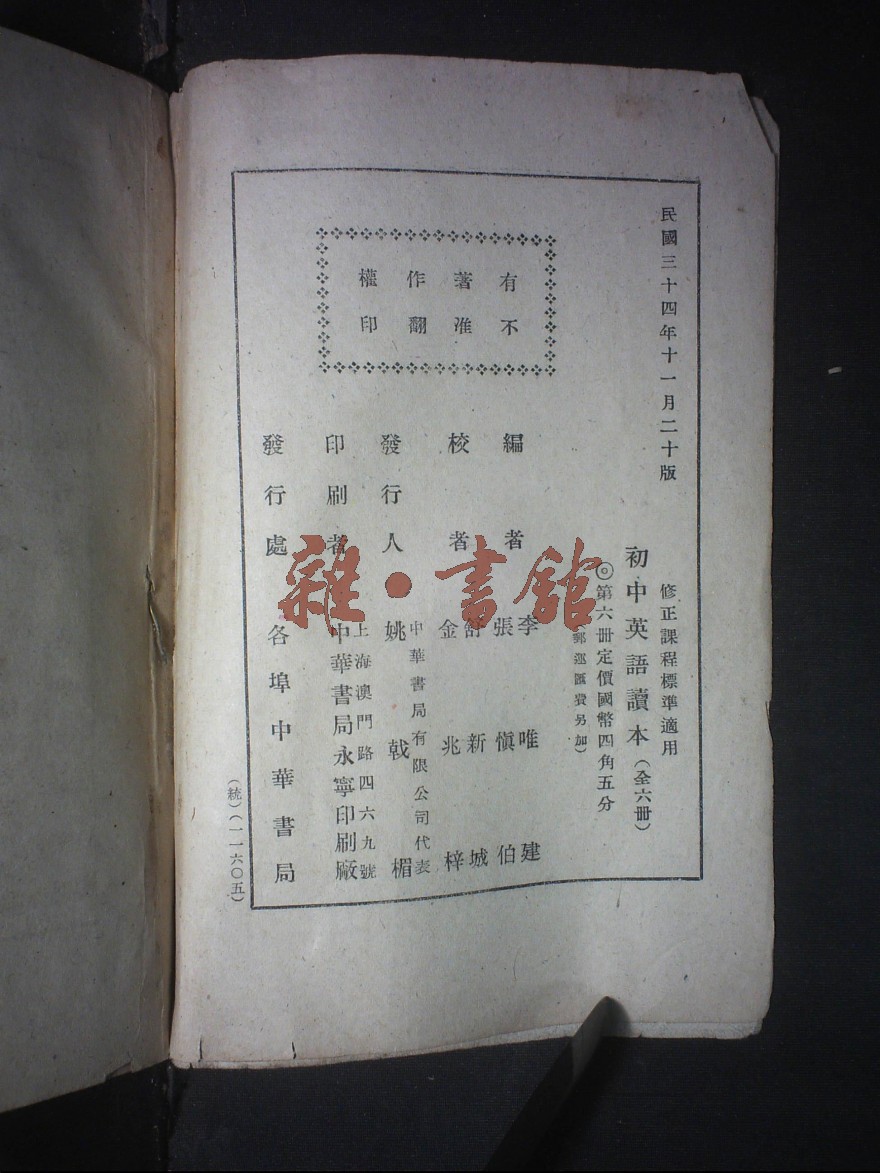 民國三十四年十一月二十版
修正課程標準適用
初中英語讀本(全六冊)
◎第六冊定價國幣四角五分
(郵運匯費另加)
有不
著准
作翻
權印
編者 李唯建
張慎伯
校者 舒新城
金兆梓
發行人 中華書局有限公司代表
姚戟楣
印刷者 上海澳門路四六九號
中華書局永寧印刷廠
發行處 各埠中華書局
(統)(一一六〇五)
雜·書館